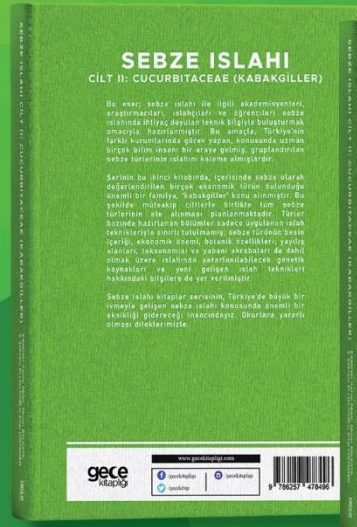 SEBZE ISLAHI
CİLT II: CUCURBITACEAE (KABAKGİLLER)
Bu eser; sebze ıslahı ile ilgili akademisyenleri,
araştırmacıları, ıslahçıları ve öğrencileri sebze
ıslahında ihtiyaç duyulan teknik bilgiyle buluşturmak
amacıyla hazırlanmıştır. Bu amaçla, Türkiye'nin
farklı kurumlarında görev yapan, konusunda uzman
birçok bilim insanı bir araya gelmiş, gruplandırılan
sebze türlerinin ıslahını kaleme almışlardır.
Serinin bu ikinci kitabında, içerisinde sebze olarak
değerlendirilen birçok ekonomik türün bulunduğu
önemli bir familya, "kabakgiller" konu alınmıştır. Bu
şekilde müteakip ciltlerle birlikte tüm sebze
türlerinin ele alınması planlanmaktadır. Türler
bazında hazırlanan bölümler sadece uygulanan ıslah
teknikleriyle sınırlı tutulmamış; sebze türünün besin
içeriği, ekonomik önemi, botanik özellikleri, yayılış
alanları, taksonomisi ve yabani akrabaları da dahil
olmak üzere ıslahında yararlanılabilecek genetik
kaynakları ve yeni gelişen ıslah teknikleri
hakkındaki bilgilere de yer verilmiştir.
Sebze ıslahı kitaplar serisinin, Türkiye'de büyük bir
ivmeyle gelişen sebze ıslahı konusunda önemli bir
eksikliği gidereceği inancındayız. Okurlara yararlı
olması dileklerimizle.
gece
kitaplığı
www.gecekitapligi.com
/gecekitapligi
/gecekitapligi
/gecekitap
9 786257 478496
SEBZE ISLAHI CİLT II: CUCURBITACEAE (KABAKGİLLER)